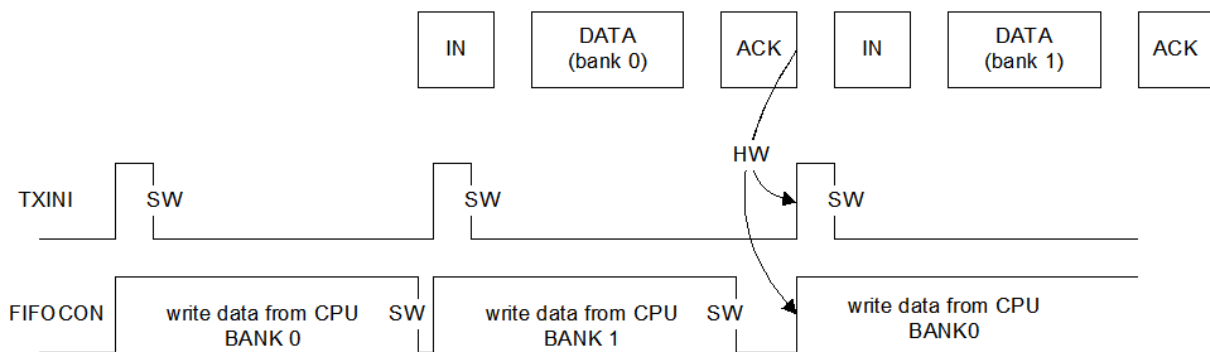 IN
DATA
(bank 0)
ACK
IN
DATA
(bank 1)
ACK
HW
TXINI
SW
SW
SW
FIFOCON
write data from CPU
BANK 0
SW
write data from CPU
BANK 1
SW
write data from CPU
BANK0